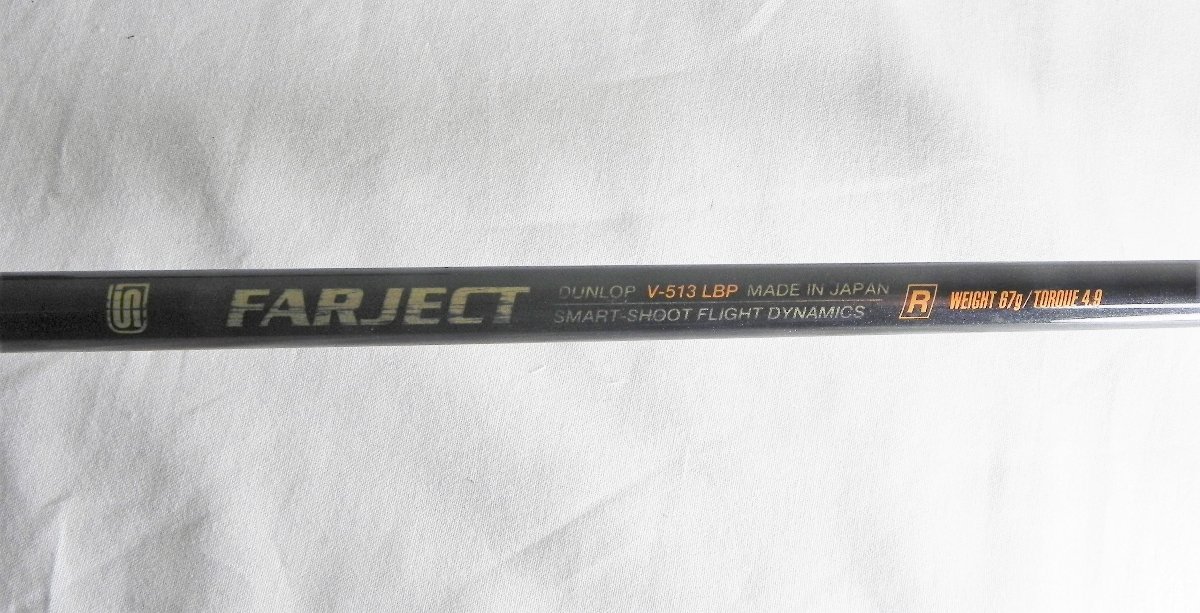 FARJECT
DUNLOP V-513 LBP MADE IN JAPAN
SMART-SHOOT FLIGHT DYNAMICS
R WEIGHT 67g/TORQUE 4.9